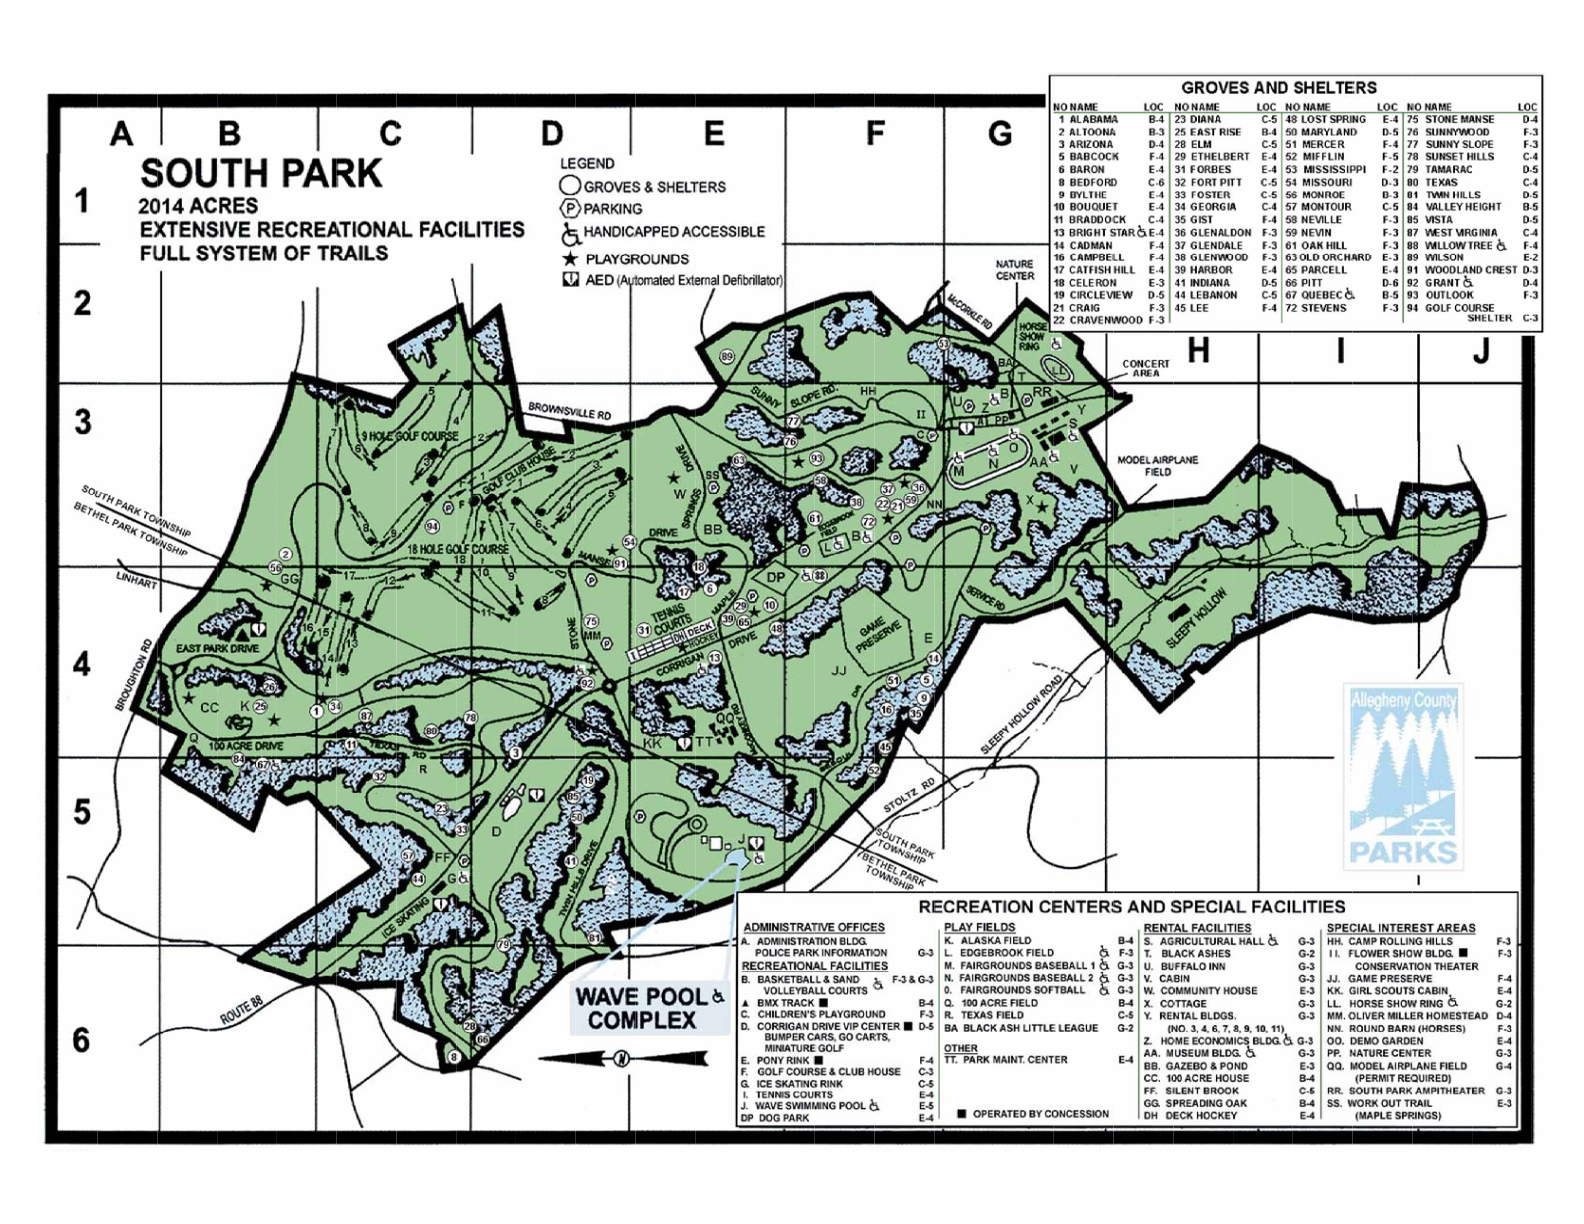 GROVES AND SHELTERS
NO NAME LOC NO NAME LOC NO NAME LOC NO NAME LOC
1 ALABAMA B-4 23 DIANA C-5 48 LOST SPRING E-4 75 STONE MANSE D-4
2 ALTOONA B-3 25 EAST RISE B-4 50 MARYLAND D-5 76 SUNNYWOOD F-3
3 ARIZONA D-4 28 ELM C-5 51 MERCER F-4 77 SUNNY SLOPE F-3
5 BABCOCK F-4 29 ETHELBERT E-4 52 MIFFLIN F-5 78 SUNSET HILLS C-4
6 BARON E-4 31 FORBES E-4 53 MISSISSIPPI F-2 79 TAMARAC D-5
8 BEDFORD C-6 32 FORT PITT C-5 54 MISSOURI D-3 80 TEXAS C-4
9 BYLTHE E-4 33 FOSTER C-5 56 MONROE B-3 81 TWIN HILLS D-5
10 BOUQUET E-4 34 GEORGIA C-4 57 MONTOUR C-5 84 VALLEY HEIGHT B-5
11 BRADDOCK C-4 35 GIST F-4 58 NEVILLE F-3 85 VISTA D-5
13 BRIGHT STAR E-4 36 GLENALDON F-3 59 NEVIN F-3 87 WEST VIRGINIA C-4
14 CADMAN F-4 37 GLENDALE F-3 61 OAK HILL F-3 88 WILLOW TREE F-4
16 CAMPBELL F-4 38 GLENWOOD F-3 63 OLD ORCHARD E-3 89 WILSON E-2
17 CATFISH HILL E-4 39 HARBOR E-4 65 PARCELL E-4 91 WOODLAND CREST D-3
18 CELERON E-3 41 INDIANA D-5 66 PITT D-6 92 GRANT D-4
19 CIRCLEVIEW D-5 44 LEBANON C-5 67 QUEBEC B-5 93 OUTLOOK F-3
21 CRAIG F-3 45 LEE F-4 72 STEVENS F-3 94 GOLF COURSE
22 CRAVENWOOD F-3 SHELTER C-3
A B C D E F G
SOUTH PARK
2014 ACRES
EXTENSIVE RECREATIONAL FACILITIES
FULL SYSTEM OF TRAILS
LEGEND
GROVES & SHELTERS
P PARKING
HANDICAPPED ACCESSIBLE
PLAYGROUNDS
AED (Automated External Defibrillator)
1
2
3
4
5
6
H I J
NATURE
CENTER
McCORKLE RD
HORSE
SHOW
RING
CONCERT
AREA
MODEL AIRPLANE
FIELD
BROWNSVILLE RD
SUNNY SLOPE RD.
9 HOLE GOLF COURSE
GOLF CLUB HOUSE
18 HOLE GOLF COURSE
SPRINGS DRIVE
MANSE DRIVE
EDGEBROOK
FIELD
SOUTH PARK TOWNSHIP
BETHEL PARK TOWNSHIP
LINHART
BROUGHTON RD
EAST PARK DRIVE
100 ACRE DRIVE
STONE
TENNIS
COURTS
DH DECK
HOCKEY
MAPLE
CORRIGAN DRIVE
GAME
PRESERVE
SERVICE RD
SLEEPY HOLLOW
SLEEPY HOLLOW ROAD
STOLTZ RD
SOUTH PARK
TOWNSHIP
BETHEL PARK
TOWNSHIP
TWIN HILLS DRIVE
ICE SKATING
ROUTE 88
WAVE POOL
COMPLEX
N
Allegheny County
PARKS
RECREATION CENTERS AND SPECIAL FACILITIES
ADMINISTRATIVE OFFICES
A. ADMINISTRATION BLDG.
POLICE PARK INFORMATION G-3
RECREATIONAL FACILITIES
B. BASKETBALL & SAND F-3 & G-3
VOLLEYBALL COURTS
BMX TRACK B-4
C. CHILDREN'S PLAYGROUND F-3
D. CORRIGAN DRIVE VIP CENTER D-5
BUMPER CARS, GO CARTS,
MINIATURE GOLF
E. PONY RINK F-4
F. GOLF COURSE & CLUB HOUSE C-3
G. ICE SKATING RINK C-5
I. TENNIS COURTS E-4
J. WAVE SWIMMING POOL E-5
DP DOG PARK E-4
PLAY FIELDS
K. ALASKA FIELD B-4
L. EDGEBROOK FIELD F-3
M. FAIRGROUNDS BASEBALL 1 G-3
N. FAIRGROUNDS BASEBALL 2 G-3
0. FAIRGROUNDS SOFTBALL G-3
Q. 100 ACRE FIELD B-4
R. TEXAS FIELD C-5
BA BLACK ASH LITTLE LEAGUE G-2
OTHER
TT. PARK MAINT. CENTER E-4
OPERATED BY CONCESSION
RENTAL FACILITIES
S. AGRICULTURAL HALL G-3
T. BLACK ASHES G-2
U. BUFFALO INN G-3
V. CABIN G-3
W. COMMUNITY HOUSE E-3
X. COTTAGE G-3
Y. RENTAL BLDGS. G-3
(NO. 3, 4, 6, 7, 8, 9, 10, 11)
Z. HOME ECONOMICS BLDG. G-3
AA. MUSEUM BLDG. G-3
BB. GAZEBO & POND E-3
CC. 100 ACRE HOUSE B-4
FF. SILENT BROOK C-5
GG. SPREADING OAK B-4
DH DECK HOCKEY E-4
SPECIAL INTEREST AREAS
HH. CAMP ROLLING HILLS F-3
II. FLOWER SHOW BLDG. F-3
CONSERVATION THEATER
JJ. GAME PRESERVE F-4
KK. GIRL SCOUTS CABIN E-4
LL. HORSE SHOW RING G-2
MM. OLIVER MILLER HOMESTEAD D-4
NN. ROUND BARN (HORSES) F-3
OO. DEMO GARDEN E-4
PP. NATURE CENTER G-3
QQ. MODEL AIRPLANE FIELD G-4
(PERMIT REQUIRED)
RR. SOUTH PARK AMPITHEATER G-3
SS. WORK OUT TRAIL E-3
(MAPLE SPRINGS)